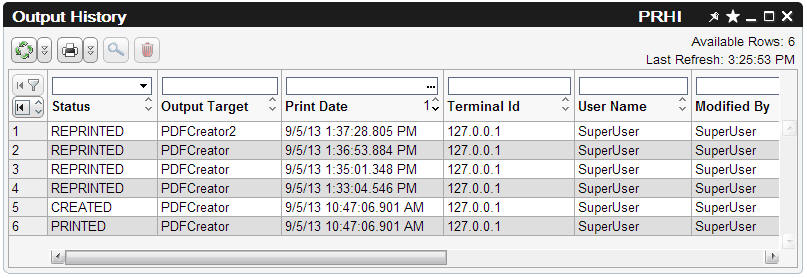 Output History PRHI
Available Rows: 6
Last Refresh: 3:25:53 PM
...
Status Output Target Print Date 1 Terminal Id User Name Modified By
1 REPRINTED PDFCreator2 9/5/13 1:37:28.805 PM 127.0.0.1 SuperUser SuperUser
2 REPRINTED PDFCreator 9/5/13 1:36:53.884 PM 127.0.0.1 SuperUser SuperUser
3 REPRINTED PDFCreator 9/5/13 1:35:01.348 PM 127.0.0.1 SuperUser SuperUser
4 REPRINTED PDFCreator 9/5/13 1:33:04.546 PM 127.0.0.1 SuperUser SuperUser
5 CREATED PDFCreator 9/5/13 10:47:06.901 AM 127.0.0.1 SuperUser SuperUser
6 PRINTED PDFCreator 9/5/13 10:47:06.901 AM 127.0.0.1 SuperUser SuperUser